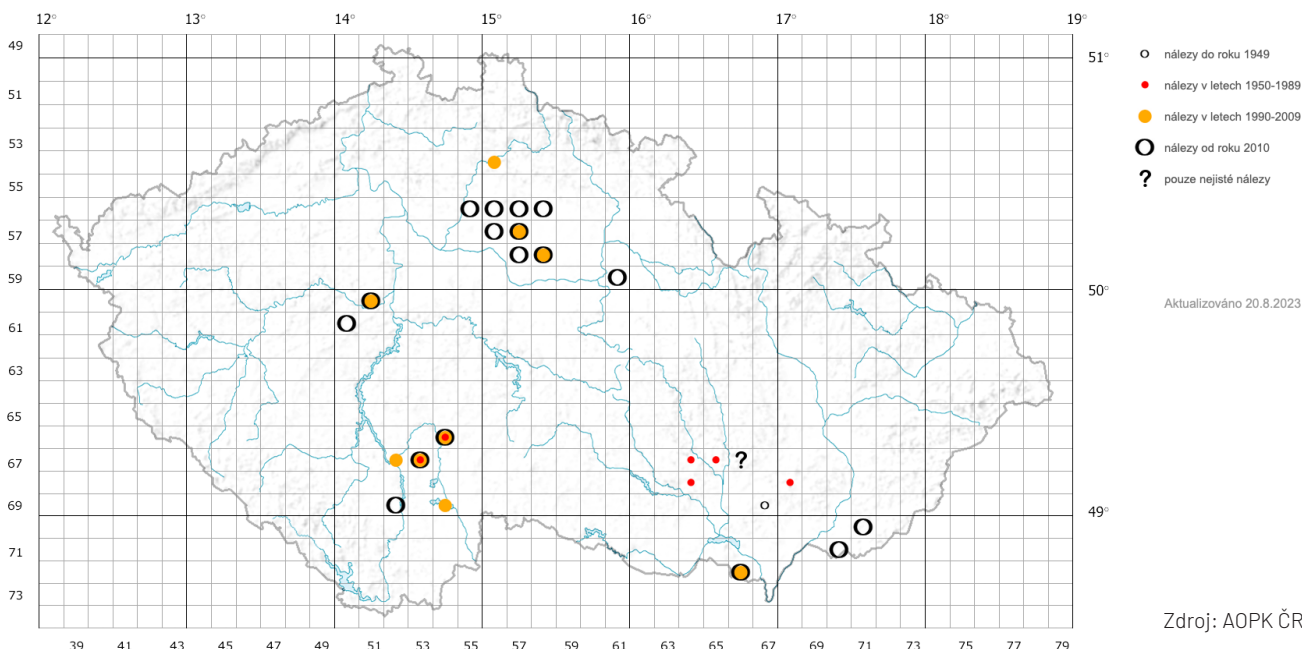 12° 13° 14° 15° 16° 17° 18° 19°
49
51°
51
53
55
57
59
50°
61
63
65
67
?
69
49°
71
73
39 41 43 45 47 49 51 53 55 57 59 61 63 65 67 69 71 73 75 77 79
nálezy do roku 1949
nálezy v letech 1950-1989
nálezy v letech 1990-2009
nálezy od roku 2010
? pouze nejisté nálezy
Aktualizováno 20.8.2023
Zdroj: AOPK ČR